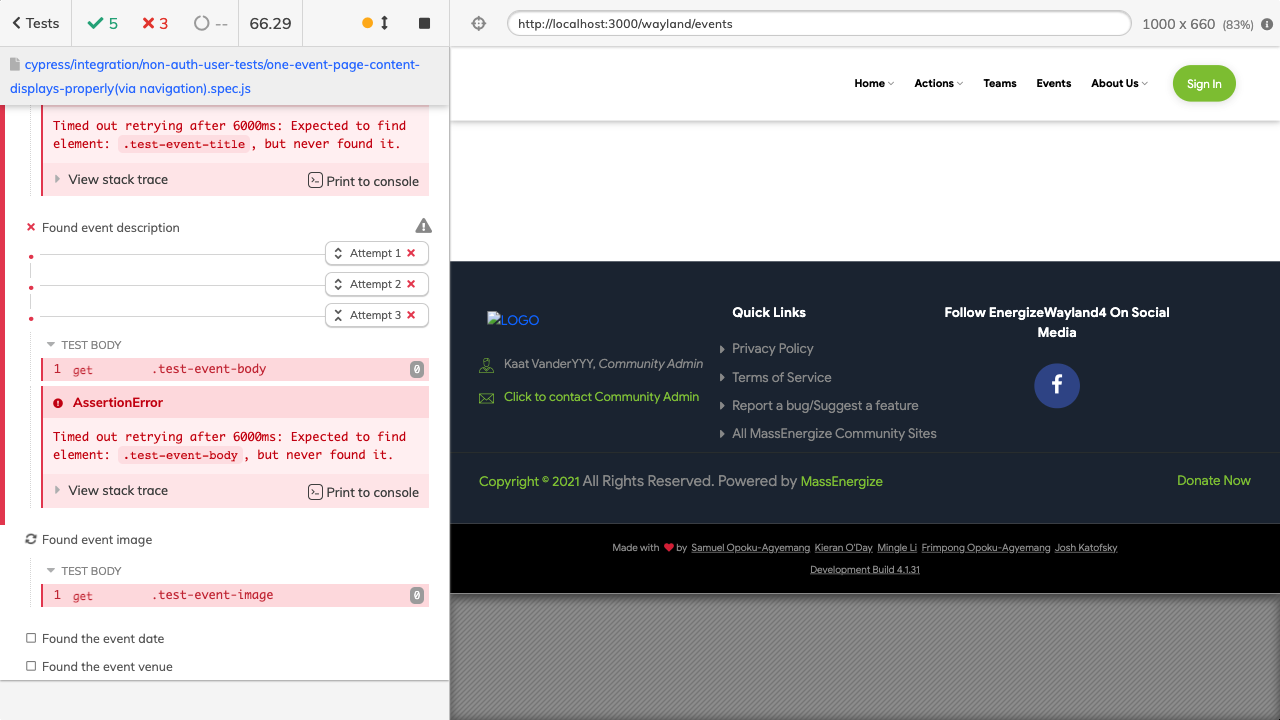 Tests
5
3
--
66.29
cypress/integration/non-auth-user-tests/one-event-page-content-
displays-properly(via navigation).spec.js
Timed out retrying after 6000ms: Expected to find
element: .test-event-title, but never found it.
View stack trace
Print to console
Found event description
Attempt 1
Attempt 2
Attempt 3
TEST BODY
1 get .test-event-body 0
AssertionError
Timed out retrying after 6000ms: Expected to find
element: .test-event-body, but never found it.
View stack trace
Print to console
Found event image
TEST BODY
1 get .test-event-image 0
Found the event date
Found the event venue
http://localhost:3000/wayland/events
1000 x 660 (83%)
Home
Actions
Teams
Events
About Us
Sign In
LOGO
Kaat VanderYYY, Community Admin
Click to contact Community Admin
Quick Links
Privacy Policy
Terms of Service
Report a bug/Suggest a feature
All MassEnergize Community Sites
Follow EnergizeWayland4 On Social
Media
Copyright © 2021 All Rights Reserved. Powered by MassEnergize
Donate Now
Made with by Samuel Opoku-Agyemang Kieran O'Day Mingle Li Frimpong Opoku-Agyemang Josh Katofsky
Development Build 4.1.31